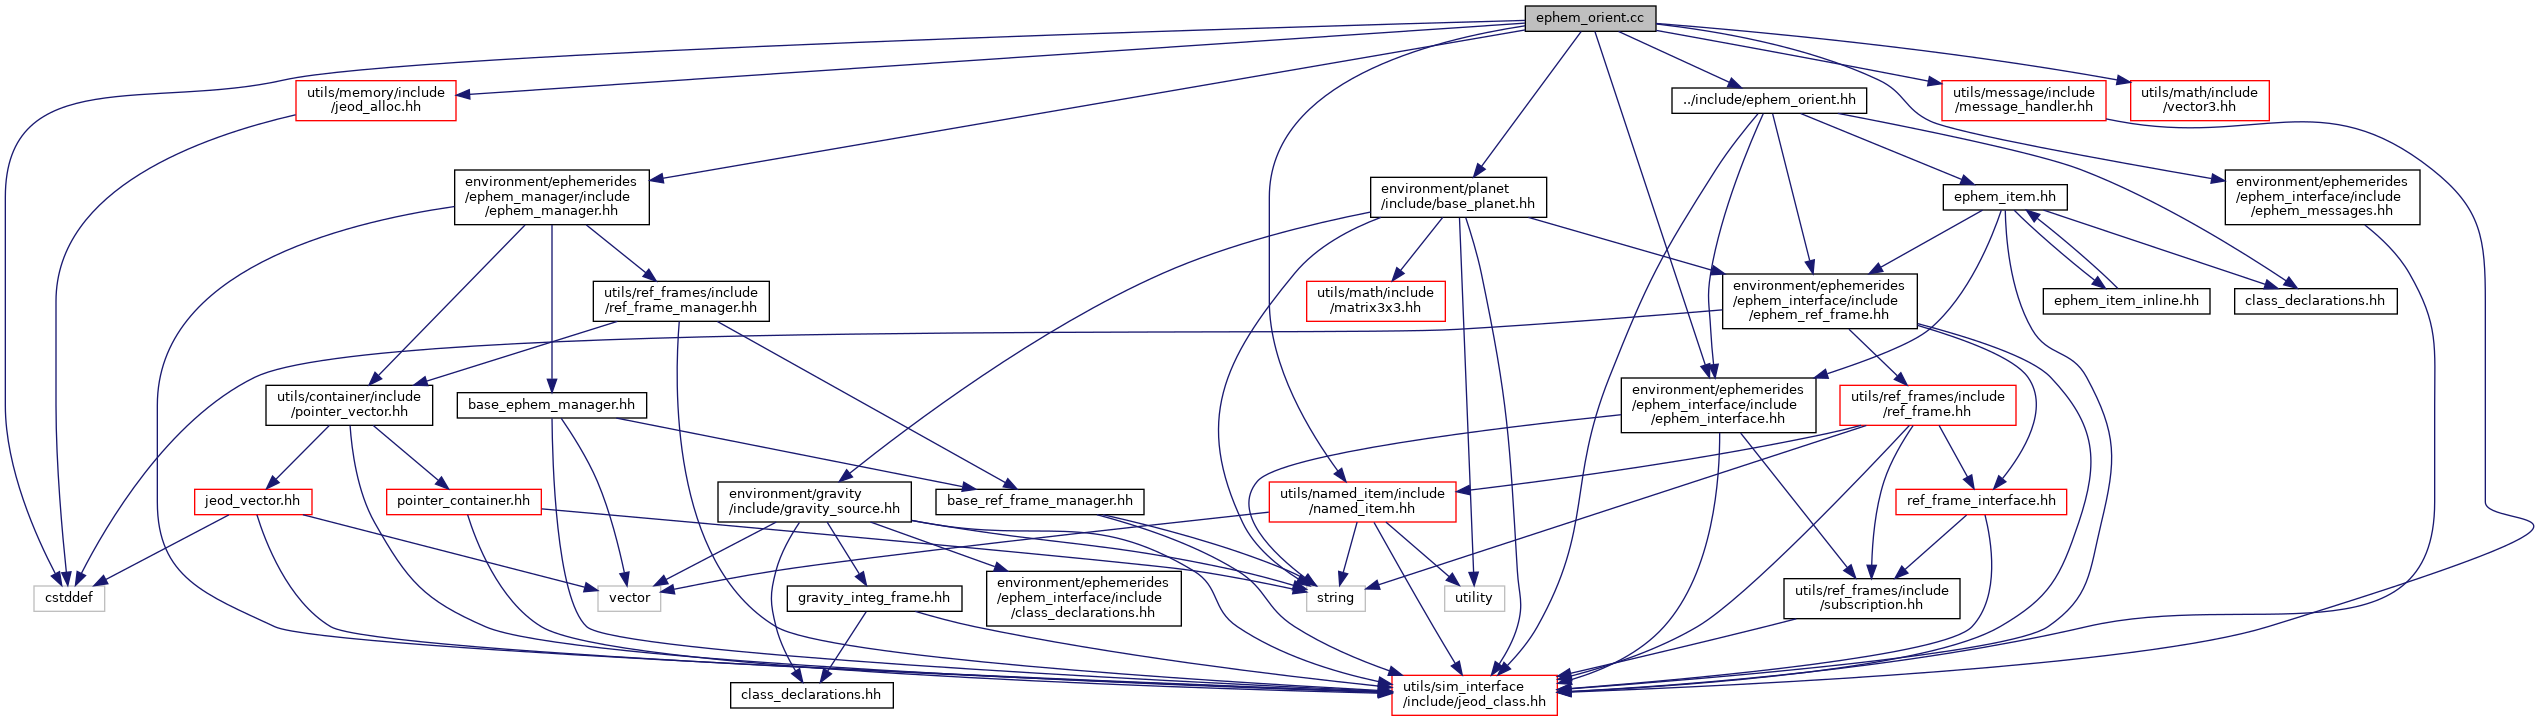 ephem_orient.cc
utils/memory/include
/jeod_alloc.hh
../include/ephem_orient.hh
utils/message/include
/message_handler.hh
utils/math/include
/vector3.hh
environment/ephemerides
/ephem_manager/include
/ephem_manager.hh
environment/planet
/include/base_planet.hh
ephem_item.hh
environment/ephemerides
/ephem_interface/include
/ephem_messages.hh
utils/ref_frames/include
/ref_frame_manager.hh
utils/math/include
/matrix3x3.hh
environment/ephemerides
/ephem_interface/include
/ephem_ref_frame.hh
ephem_item_inline.hh
class_declarations.hh
utils/container/include
/pointer_vector.hh
base_ephem_manager.hh
environment/ephemerides
/ephem_interface/include
/ephem_interface.hh
utils/ref_frames/include
/ref_frame.hh
jeod_vector.hh
pointer_container.hh
environment/gravity
/include/gravity_source.hh
base_ref_frame_manager.hh
utils/named_item/include
/named_item.hh
ref_frame_interface.hh
cstddef
vector
gravity_integ_frame.hh
environment/ephemerides
/ephem_interface/include
/class_declarations.hh
string
utility
utils/ref_frames/include
/subscription.hh
class_declarations.hh
utils/sim_interface
/include/jeod_class.hh